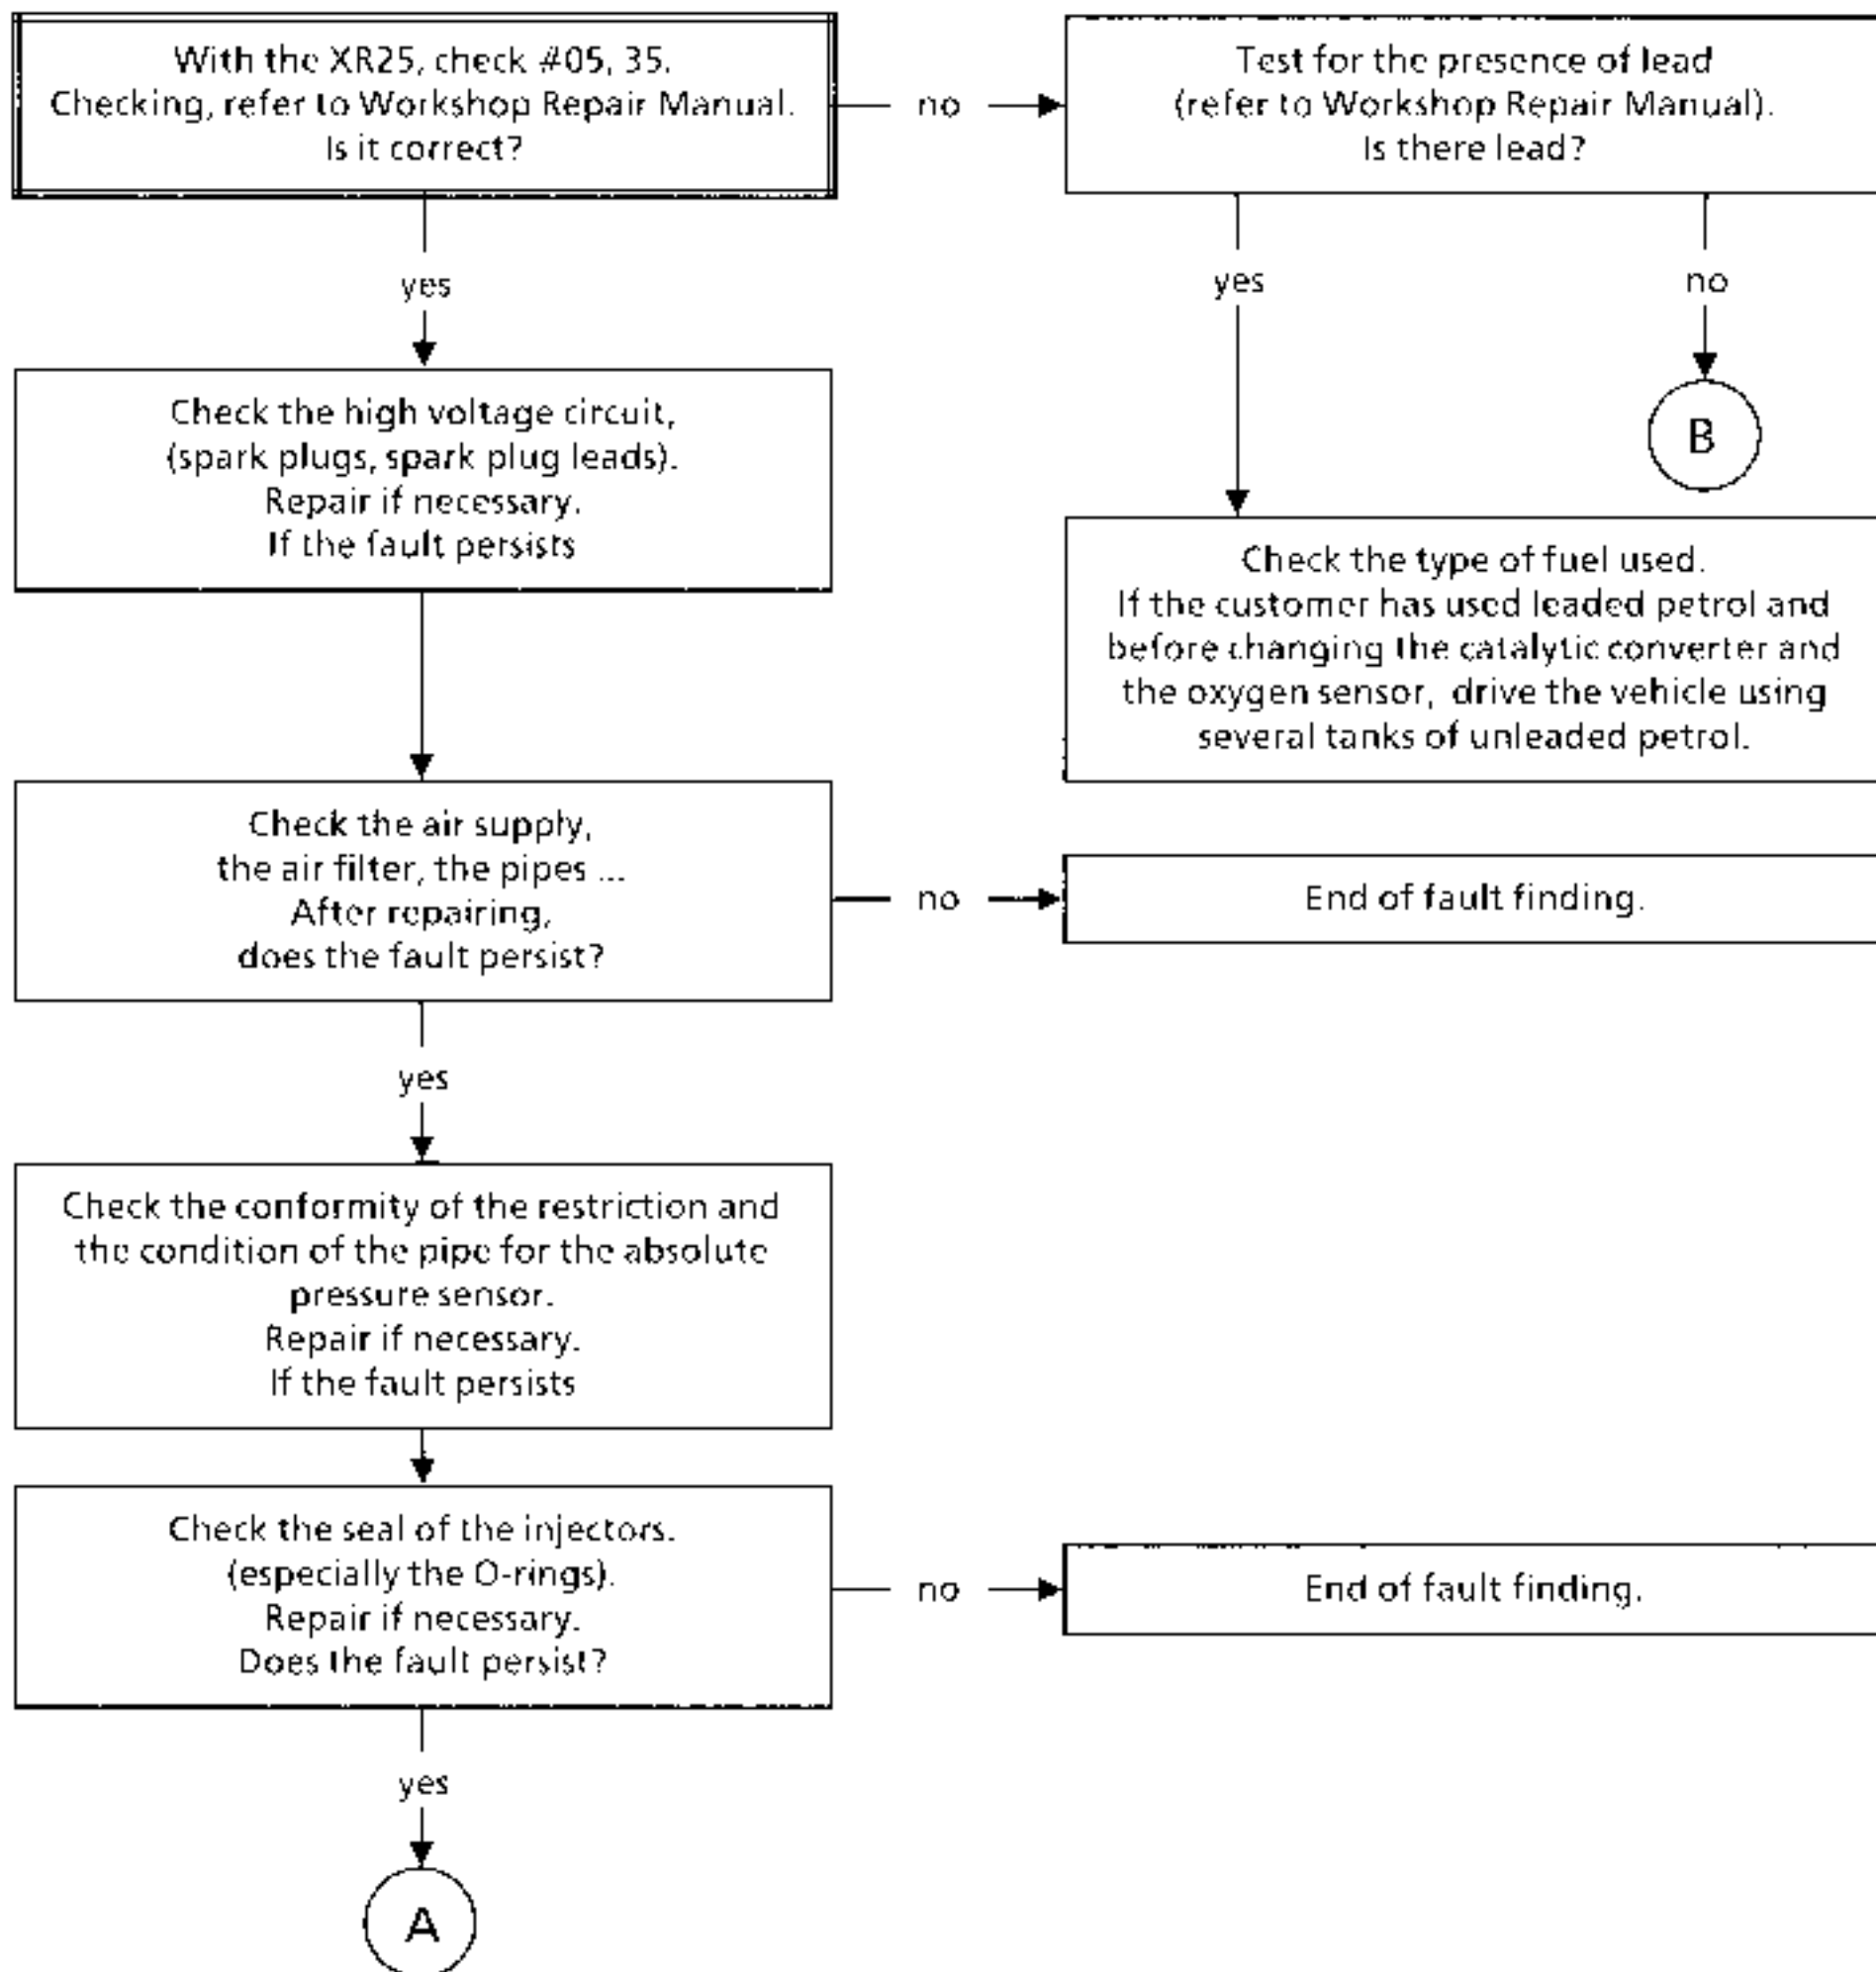 With the XR25, check #05, 35.
Checking, refer to Workshop Repair Manual.
Is it correct?
no
Test for the presence of lead
(refer to Workshop Repair Manual).
Is there lead?
yes
yes
no
B
Check the high voltage circuit,
(spark plugs, spark plug leads).
Repair if necessary.
If the fault persists
Check the type of fuel used.
If the customer has used leaded petrol and
before changing the catalytic converter and
the oxygen sensor, drive the vehicle using
several tanks of unleaded petrol.
Check the air supply,
the air filter, the pipes ...
After repairing,
does the fault persist?
no
End of fault finding.
yes
Check the conformity of the restriction and
the condition of the pipe for the absolute
pressure sensor.
Repair if necessary.
If the fault persists
Check the seal of the injectors.
(especially the O-rings).
Repair if necessary.
Does the fault persist?
no
End of fault finding.
yes
A